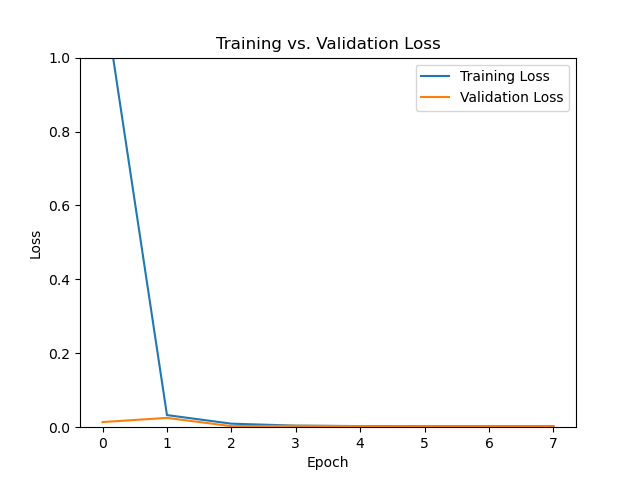 Training vs. Validation Loss
1.0
Training Loss
Validation Loss
0.8
0.6
Loss
0.4
0.2
0.0
0 1 2 3 4 5 6 7
Epoch